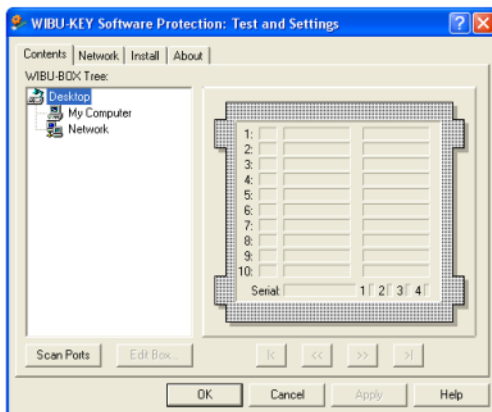 WIBU-KEY Software Protection: Test and Settings
Contents Network Install About
WIBU-BOX Tree:
Desktop
My Computer
Network
1:
2:
3:
4:
5:
6:
7:
8:
9:
10:
Serial: 1 2 3 4
Scan Ports Edit Box... |< << >> >|
OK Cancel Apply Help